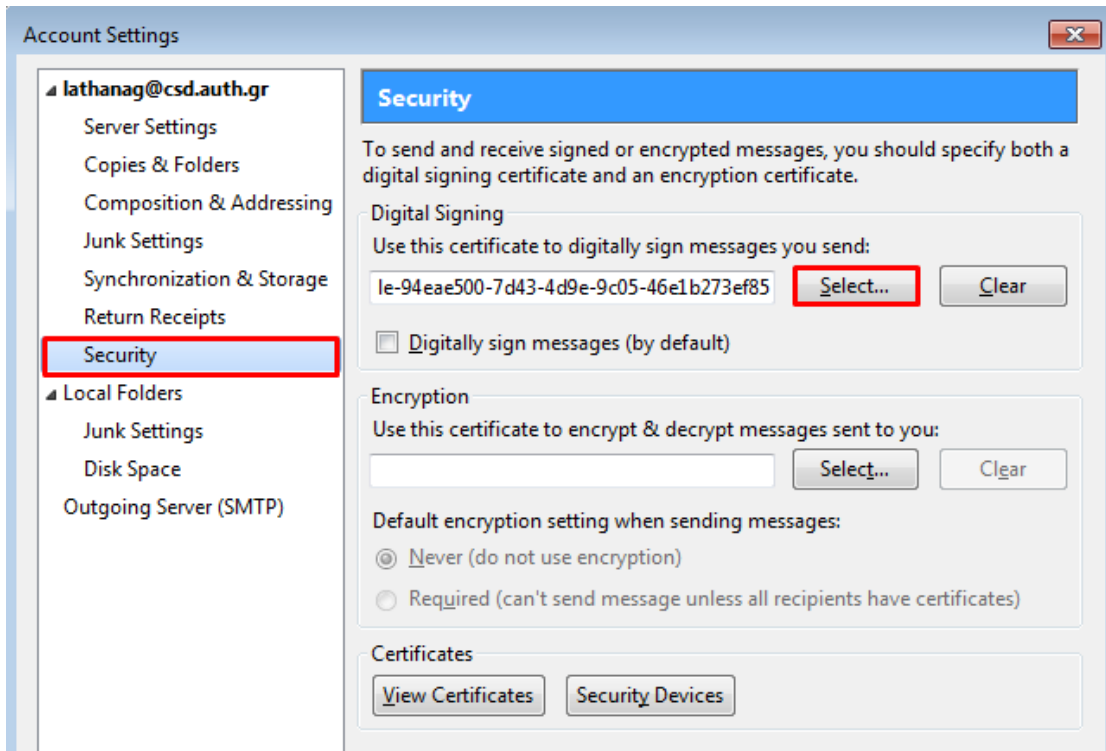 Account Settings
lathanag@csd.auth.gr
Server Settings
Copies & Folders
Composition & Addressing
Junk Settings
Synchronization & Storage
Return Receipts
Security
Local Folders
Junk Settings
Disk Space
Outgoing Server (SMTP)
Security
To send and receive signed or encrypted messages, you should specify both a
digital signing certificate and an encryption certificate.
Digital Signing
Use this certificate to digitally sign messages you send:
le-94eae500-7d43-4d9e-9c05-46e1b273ef85 Select... Clear
Digitally sign messages (by default)
Encryption
Use this certificate to encrypt & decrypt messages sent to you:
Select... Clear
Default encryption setting when sending messages:
Never (do not use encryption)
Required (can't send message unless all recipients have certificates)
Certificates
View Certificates Security Devices